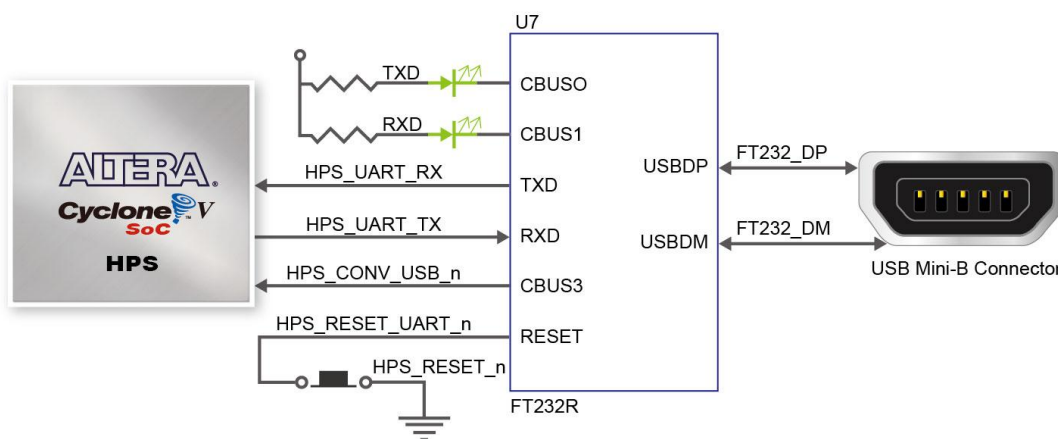 U7
TXD
CBUSO
RXD
CBUS1
HPS_UART_RX
TXD
HPS_UART_TX
RXD
HPS_CONV_USB_n
CBUS3
HPS_RESET_UART_n
RESET
HPS_RESET_n
FT232R
USBDP
FT232_DP
USBDM
FT232_DM
USB Mini-B Connector
ALTERA®
Cyclone™ V
SoC
HPS